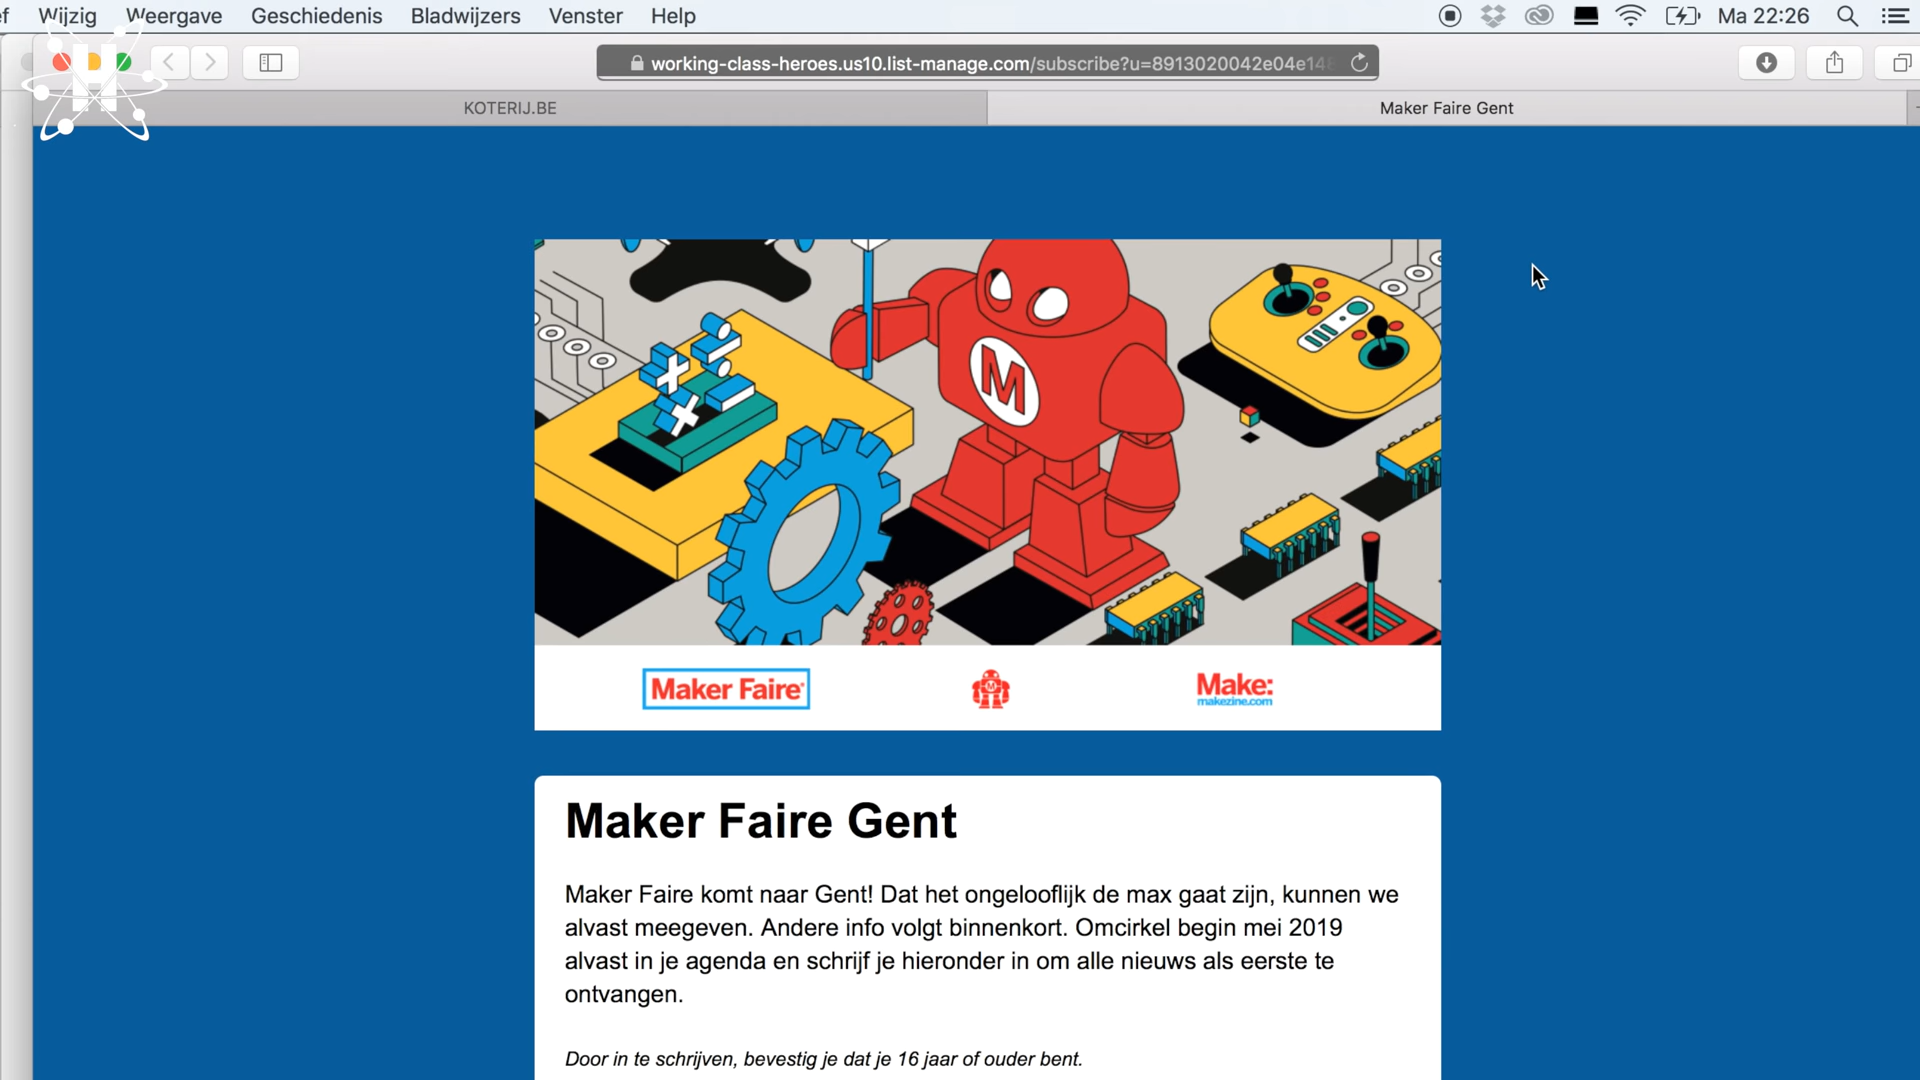 Wijzig Weergave Geschiedenis Bladwijzers Venster Help
Ma 22:26
H
working-class-heroes.us10.list-manage.com/subscribe?u=8913020042e04e14
KOTERIJ.BE
Maker Faire Gent
M
Maker Faire®
M
Make:
makezine.com
Maker Faire Gent
Maker Faire komt naar Gent! Dat het ongelooflijk de max gaat zijn, kunnen we
alvast meegeven. Andere info volgt binnenkort. Omcirkel begin mei 2019
alvast in je agenda en schrijf je hieronder in om alle nieuws als eerste te
ontvangen.
Door in te schrijven, bevestig je dat je 16 jaar of ouder bent.